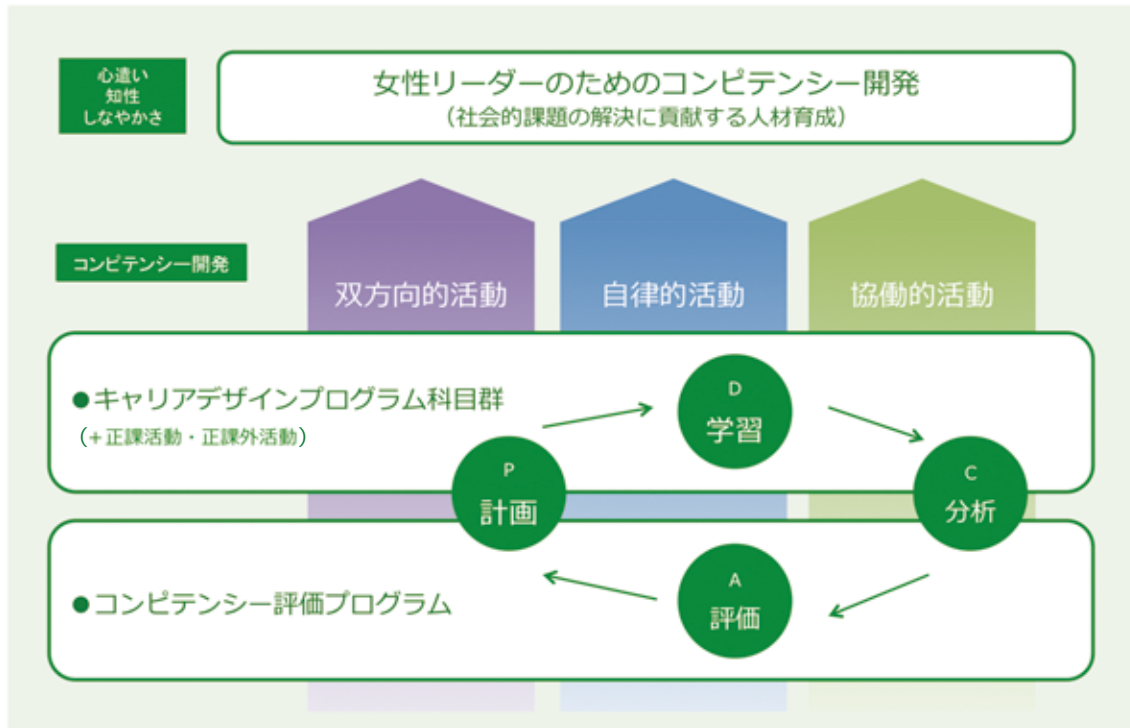 心遣い
知性
しなやかさ
女性リーダーのためのコンピテンシー開発
（社会的課題の解決に貢献する人材育成）
コンピテンシー開発
双方向的活動
自律的活動
協働的活動
●キャリアデザインプログラム科目群
（+正課活動・正課外活動）
D
学習
P
計画
C
分析
●コンピテンシー評価プログラム
A
評価